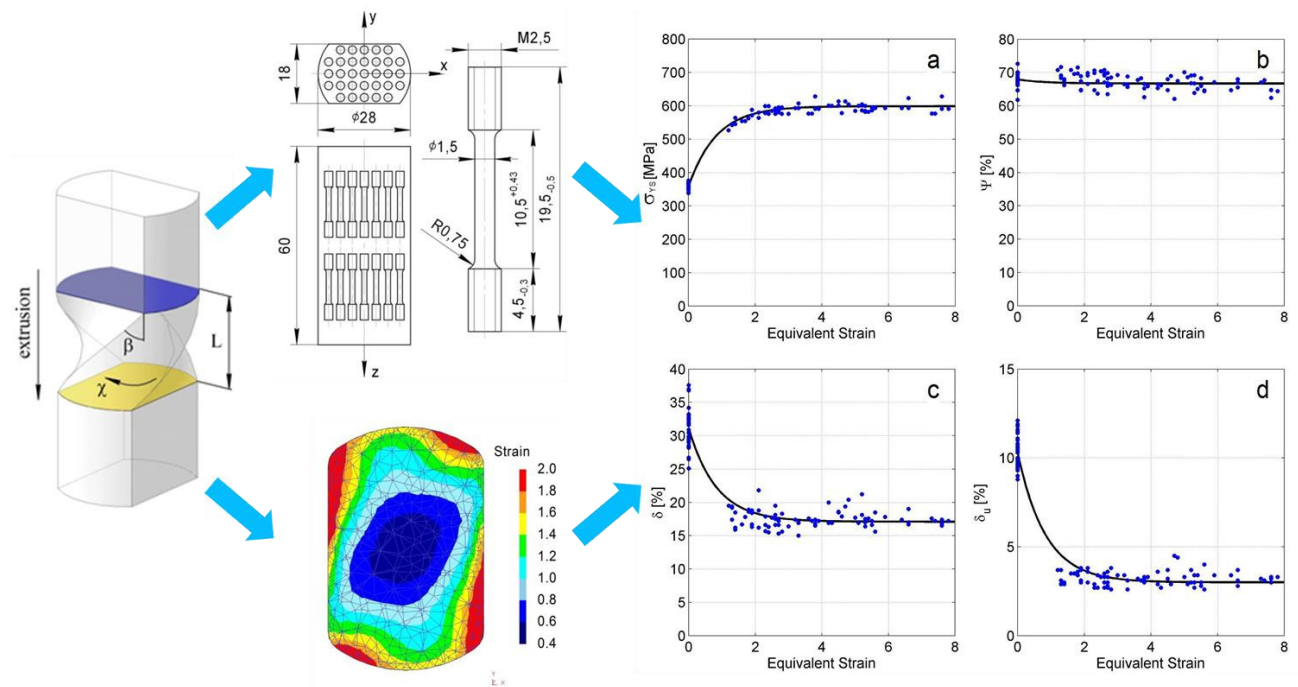 extrusion
β
L
χ
y
x
18
ϕ28
60
z
M2,5
ϕ1,5
R0,75
10,5+0.43
19,5-0,5
4,5-0,3
Strain
2.0
1.8
1.6
1.4
1.2
1.0
0.8
0.6
0.4
a
σYS [MPa]
800
700
600
500
400
300
200
100
0
0 2 4 6 8
Equivalent Strain
b
Ψ [%]
80
70
60
50
40
30
20
10
0
0 2 4 6 8
Equivalent Strain
c
δ [%]
40
35
30
25
20
15
10
5
0
0 2 4 6 8
Equivalent Strain
d
δu [%]
15
10
5
0
0 2 4 6 8
Equivalent Strain